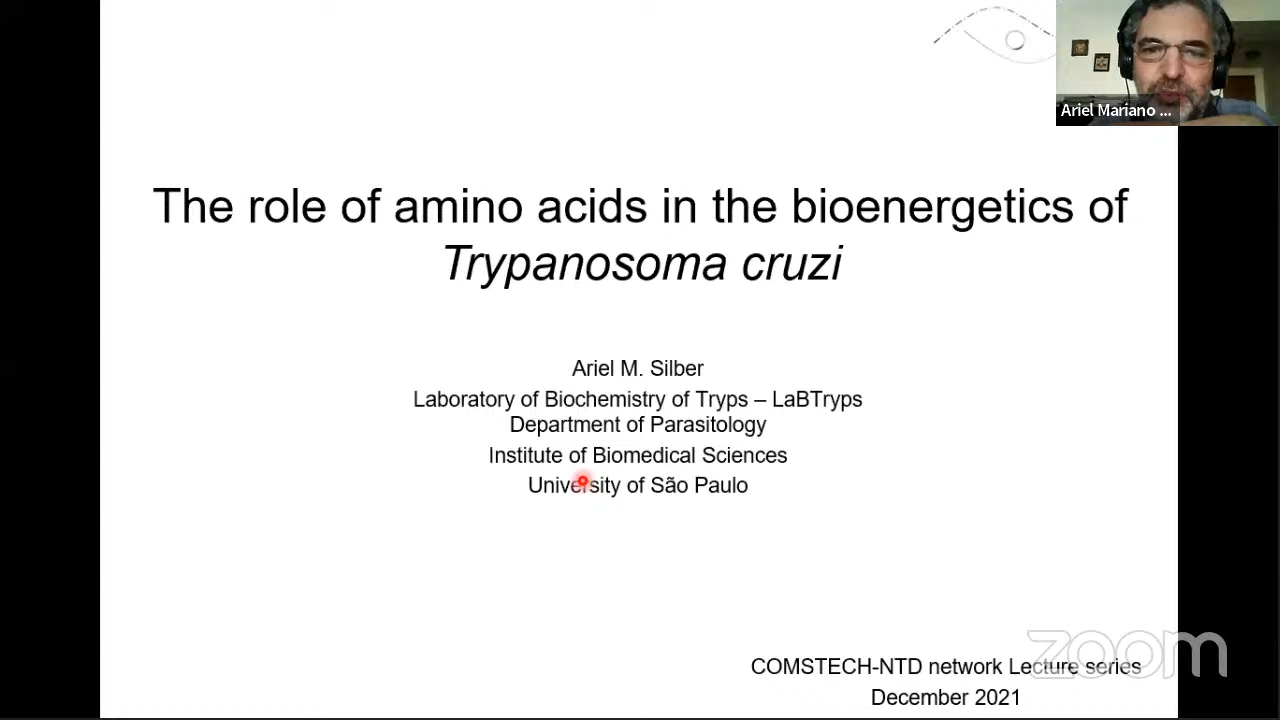 Ariel Mariano ...
The role of amino acids in the bioenergetics of
Trypanosoma cruzi
Ariel M. Silber
Laboratory of Biochemistry of Tryps – LaBTryps
Department of Parasitology
Institute of Biomedical Sciences
University of São Paulo
zoom
COMSTECH-NTD network Lecture series
December 2021